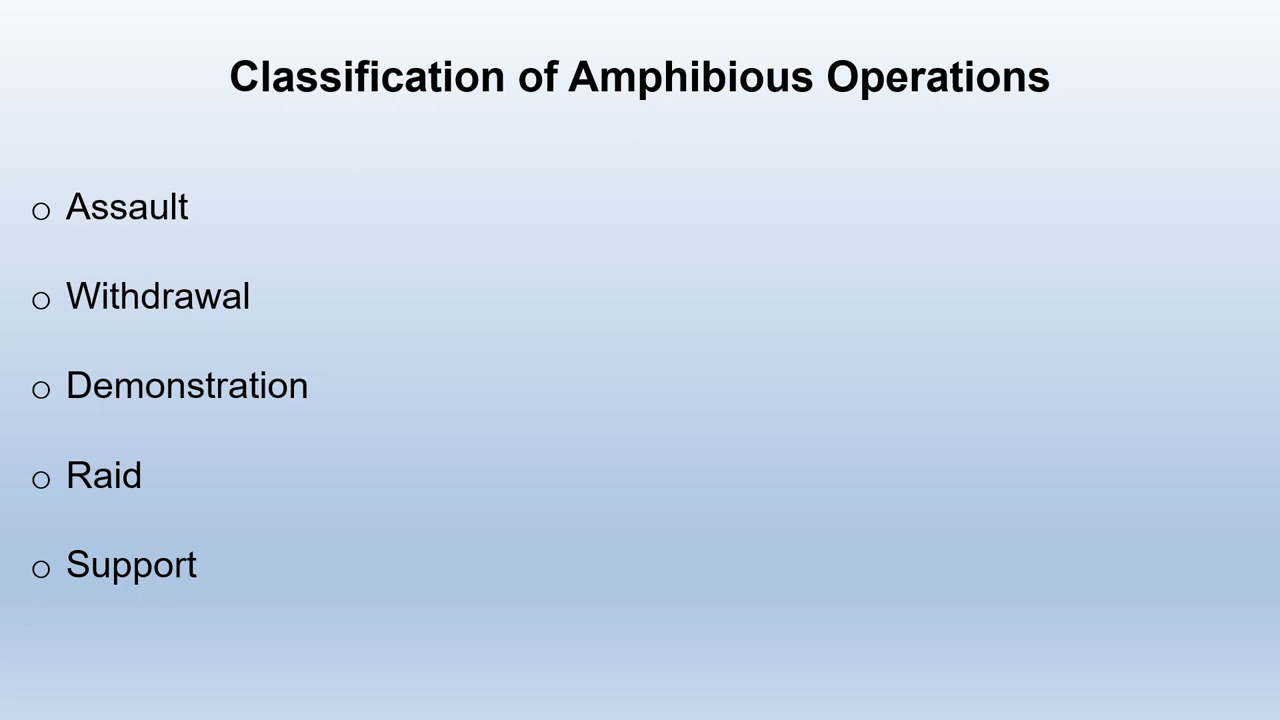 Classification of Amphibious Operations
o Assault
o Withdrawal
o Demonstration
o Raid
o Support